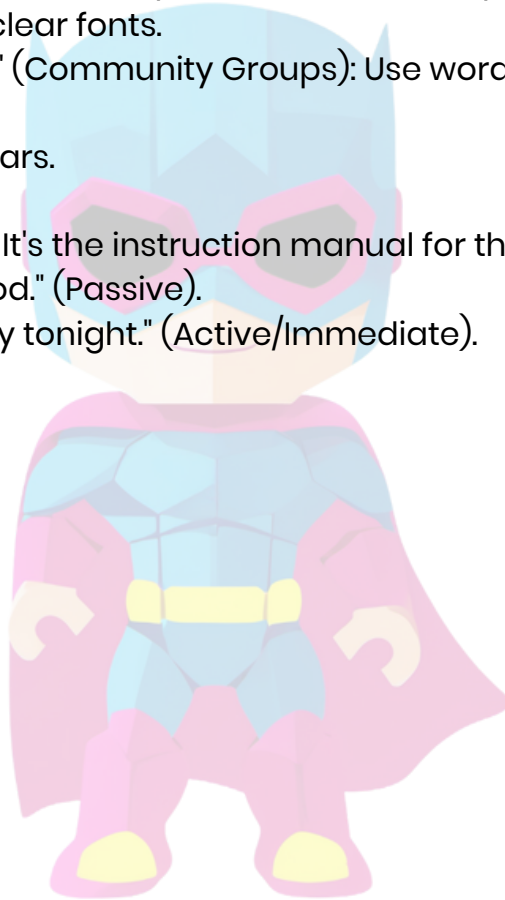 clear fonts.
" (Community Groups): Use word
ars.
It's the instruction manual for th
od." (Passive).
y tonight." (Active/Immediate).